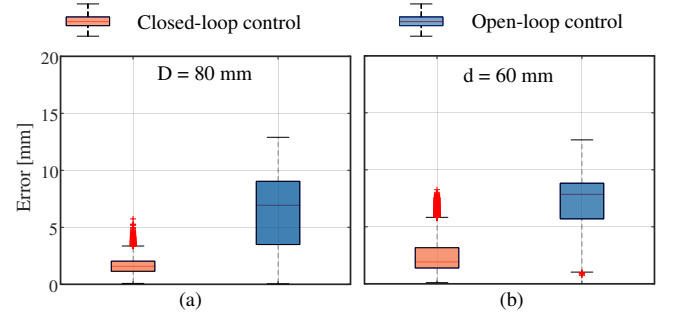 Closed-loop control Open-loop control
D = 80 mm d = 60 mm
20
15
10
5
0
Error [mm]
(a) (b)